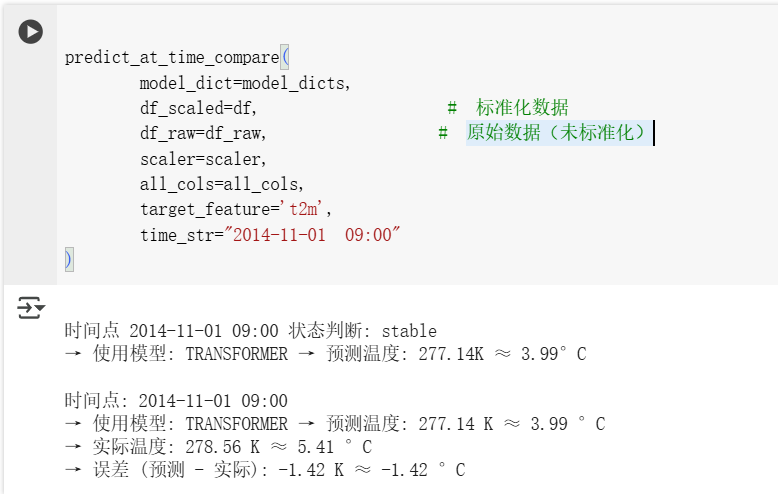 predict_at_time_compare(
model_dict=model_dicts,
df_scaled=df, # 标准化数据
df_raw=df_raw, # 原始数据（未标准化）
scaler=scaler,
all_cols=all_cols,
target_feature='t2m',
time_str="2014-11-01  09:00"
)
时间点 2014-11-01 09:00 状态判断: stable
→ 使用模型: TRANSFORMER → 预测温度: 277.14K ≈ 3.99°C
时间点: 2014-11-01 09:00
→ 使用模型: TRANSFORMER → 预测温度: 277.14 K ≈ 3.99 °C
→ 实际温度: 278.56 K ≈ 5.41 °C
→ 误差 (预测 - 实际): -1.42 K ≈ -1.42 °C